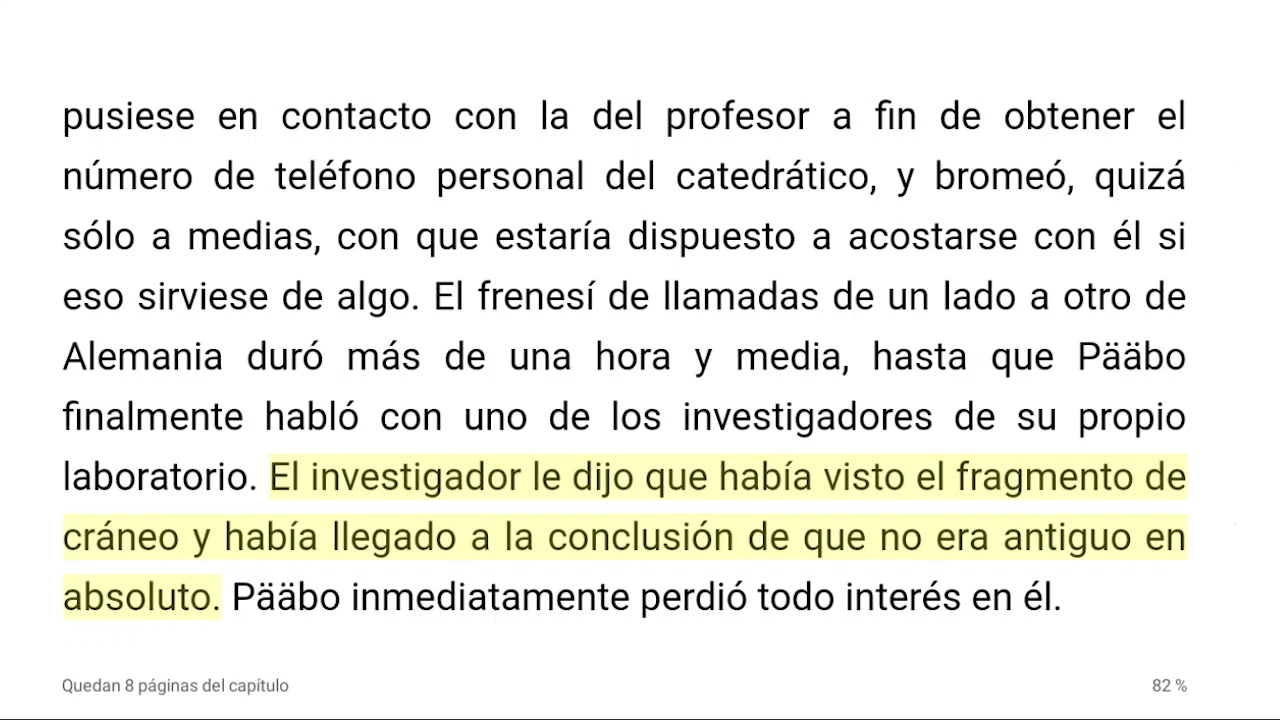 pusiese en contacto con la del profesor a fin de obtener el
número de teléfono personal del catedrático, y bromeó, quizá
sólo a medias, con que estaría dispuesto a acostarse con él si
eso sirviese de algo. El frenesí de llamadas de un lado a otro de
Alemania duró más de una hora y media, hasta que Pääbo
finalmente habló con uno de los investigadores de su propio
laboratorio. El investigador le dijo que había visto el fragmento de
cráneo y había llegado a la conclusión de que no era antiguo en
absoluto. Pääbo inmediatamente perdió todo interés en él.
Quedan 8 páginas del capítulo
82 %